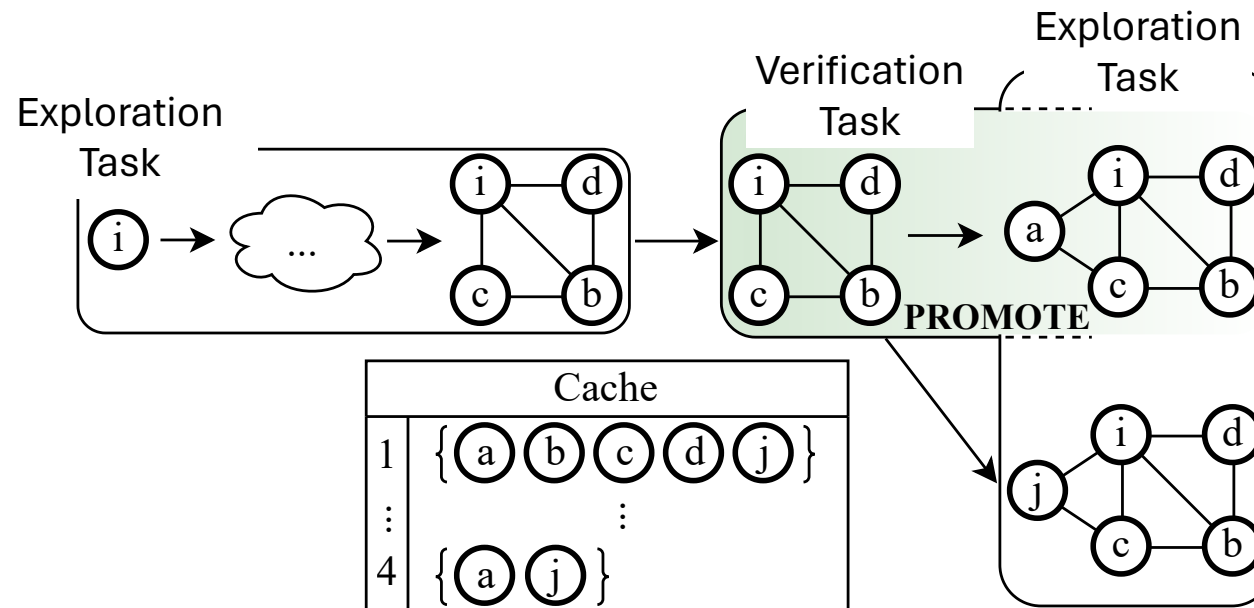 Exploration
Task
i
...
i d
c b
Verification
Task
i d
c b
PROMOTE
Exploration
Task
a i d
c b
j i d
c b
Cache
1 { a b c d j }
⋮ ⋮
4 { a j }